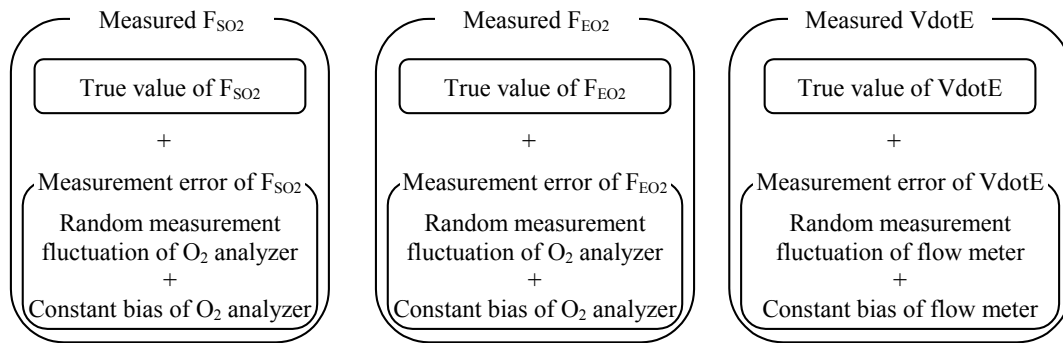 Measured F_SO2
True value of F_SO2
+
Measurement error of F_SO2
Random measurement
fluctuation of O₂ analyzer
+
Constant bias of O₂ analyzer
Measured F_EO2
True value of F_EO2
+
Measurement error of F_EO2
Random measurement
fluctuation of O₂ analyzer
+
Constant bias of O₂ analyzer
Measured VdotE
True value of VdotE
+
Measurement error of VdotE
Random measurement
fluctuation of flow meter
+
Constant bias of flow meter